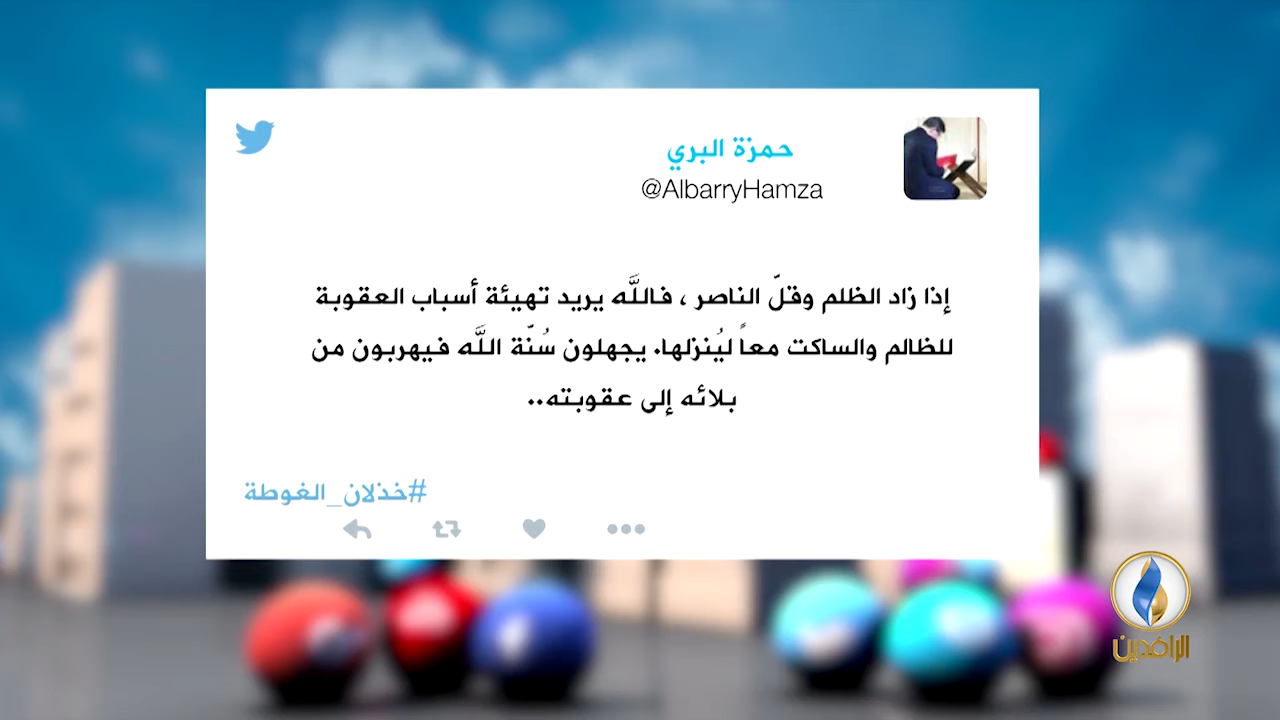 حمزة البري
@AlbarryHamza
إذا زاد الظلم وقلّ الناصر ، فاللَّه يريد تهيئة أسباب العقوبة
للظالم والساكت معاً ليُنزلها. يجهلون سُنّة اللَّه فيهربون من
بلائه إلى عقوبته..
#خذلان_الغوطة
الرافدين